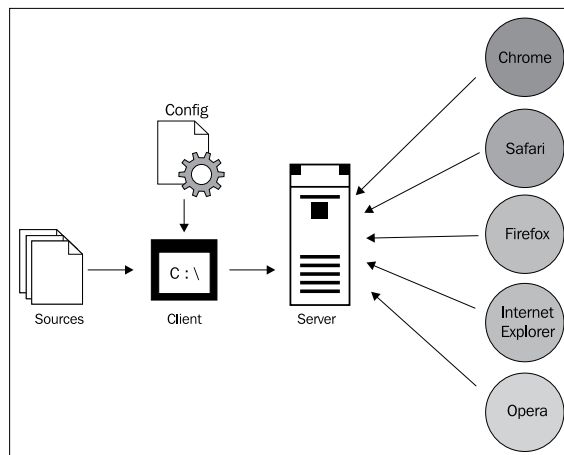 Chrome
Config
Safari
Firefox
C:\
Sources
Client
Server
Internet
Explorer
Opera